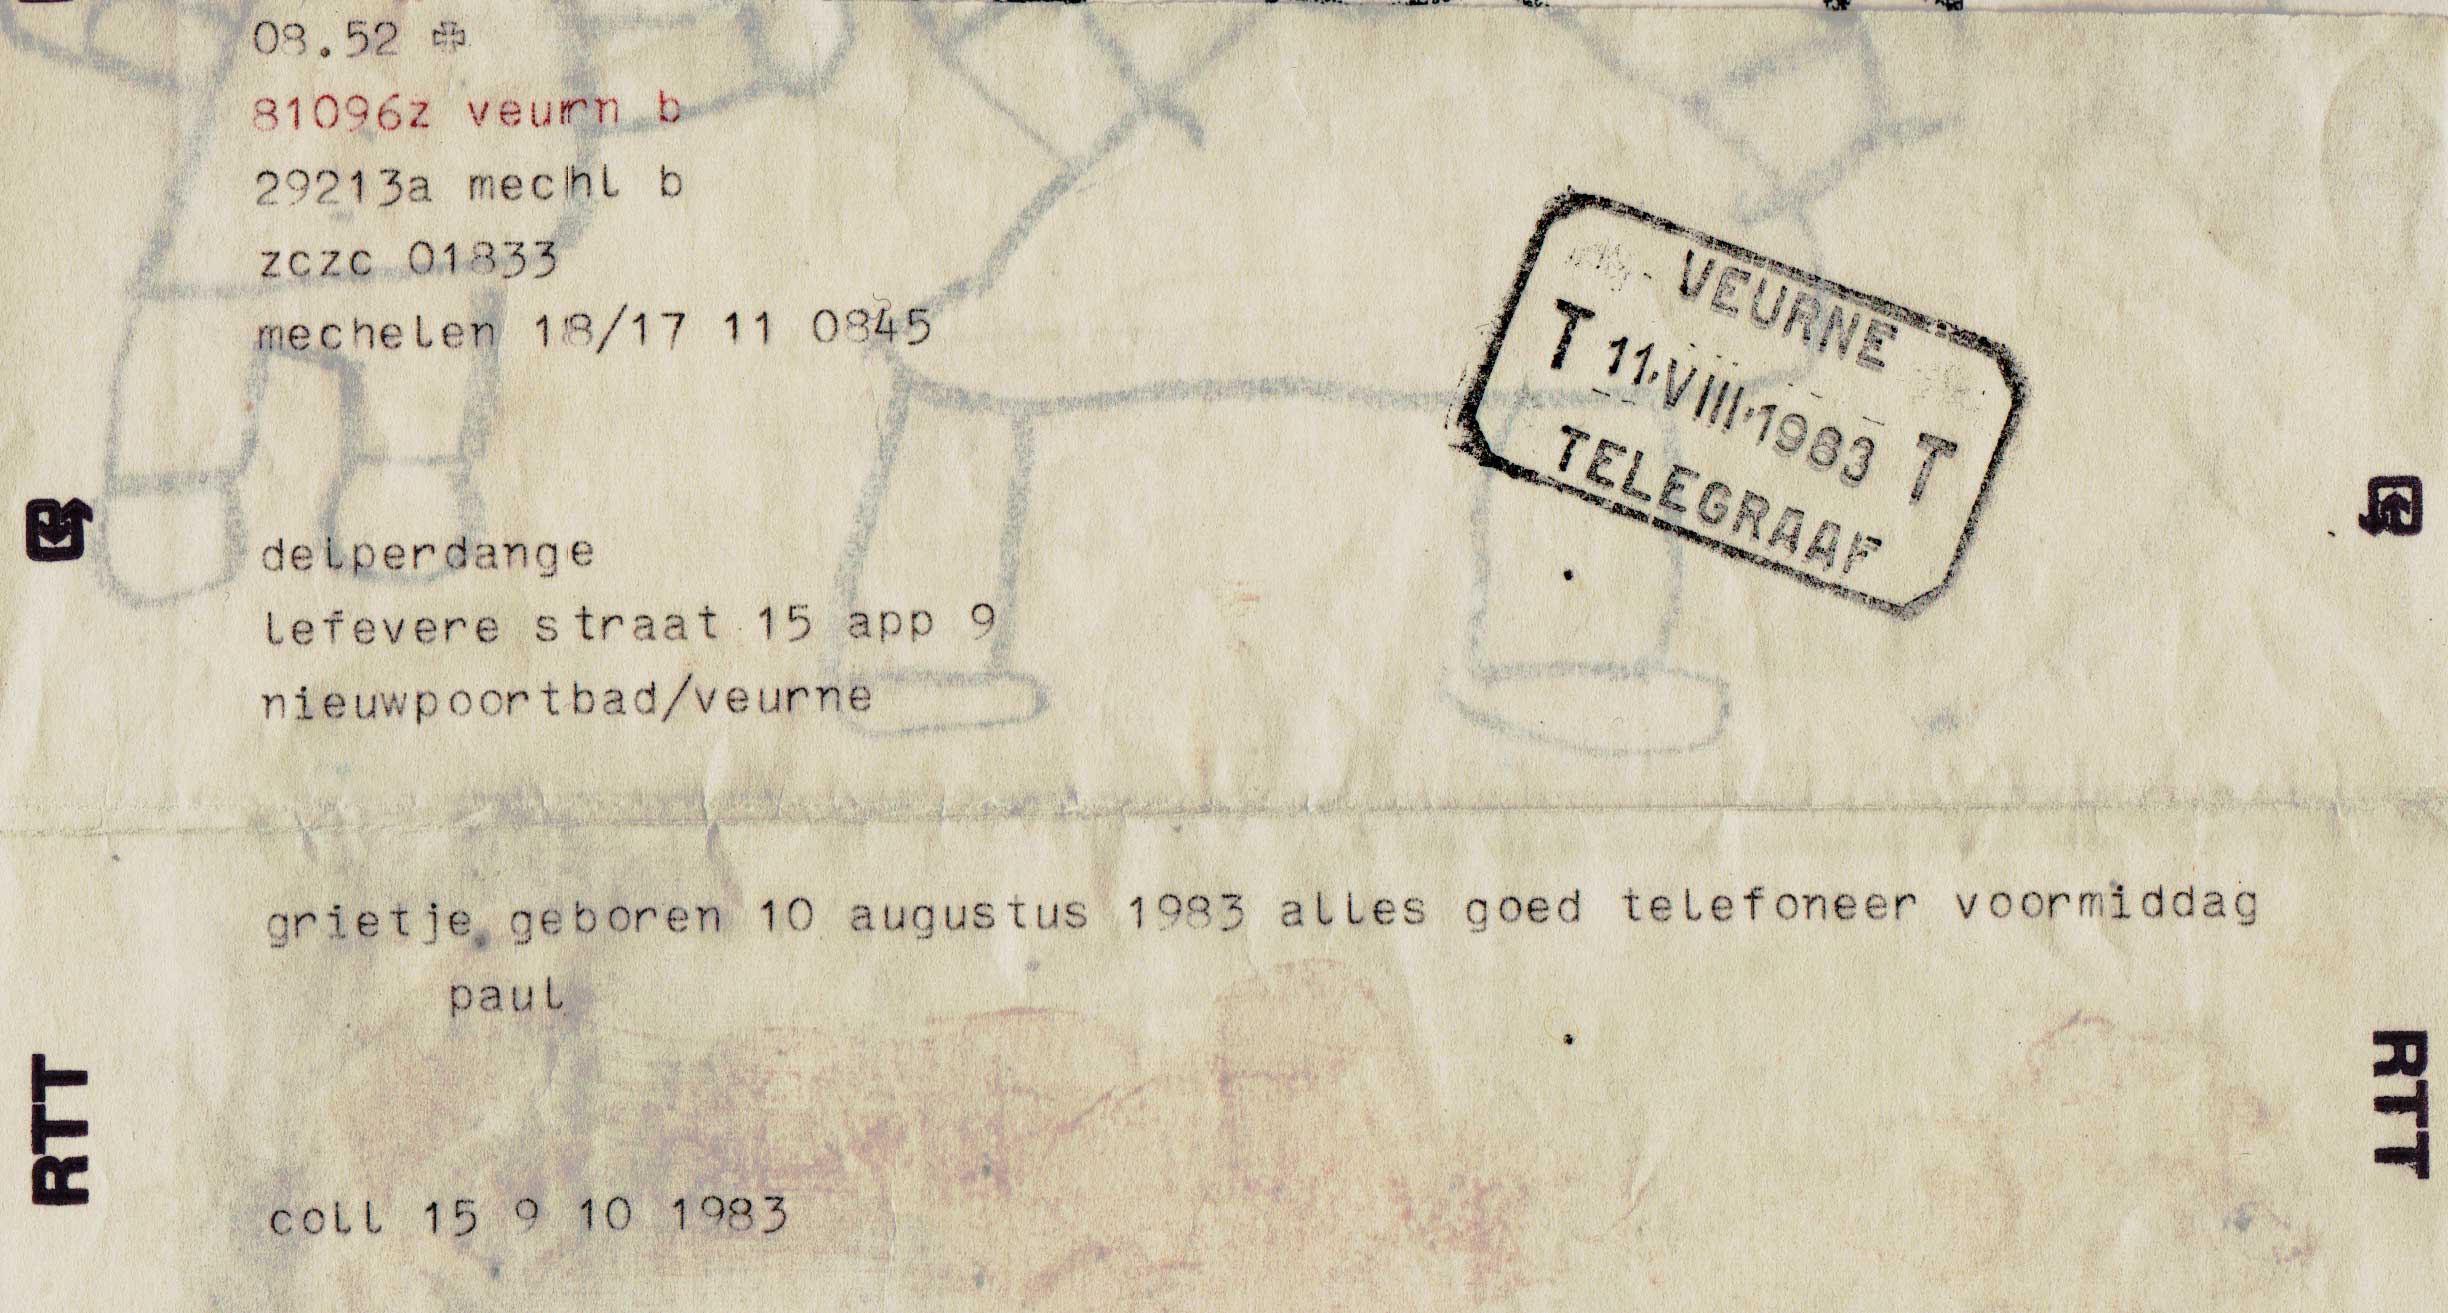 08.52 ✠
81096z veurn b
29213a mechl b
zczc 01833
mechelen 18/17 11 0845
VEURNE
T 11.VIII.1983 T
TELEGRAAF
delperdange
lefevere straat 15 app 9
nieuwpoortbad/veurne
grietje geboren 10 augustus 1983 alles goed telefoneer voormiddag
paul
RTT
RTT
coll 15 9 10 1983